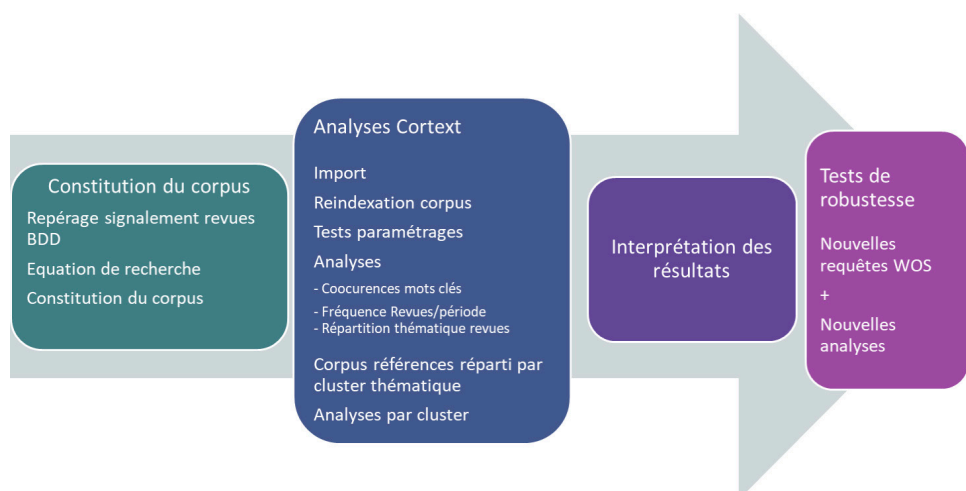 Constitution du corpus
Repérage signalement revues
BDD
Equation de recherche
Constitution du corpus
Analyses Cortext
Import
Reindexation corpus
Tests paramétrages
Analyses
- Coocurences mots clés
- Fréquence Revues/période
- Répartition thématique revues
Corpus références réparti par
cluster thématique
Analyses par cluster
Interprétation des
résultats
Tests de
robustesse
Nouvelles
requêtes WOS
+
Nouvelles
analyses